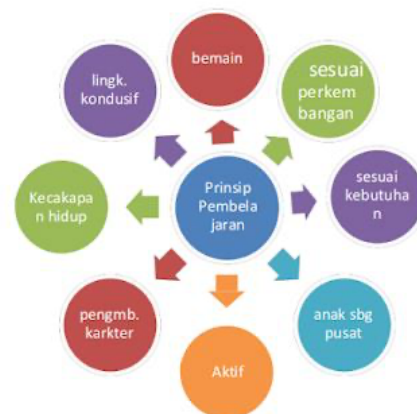 bemain
sesuai
perkem
bangan
sesuai
kebutuha
n
anak sbg
pusat
Aktif
pengmb.
karkter
Kecakapa
n hidup
lingk.
kondusif
Prinsip
Pembela
jaran